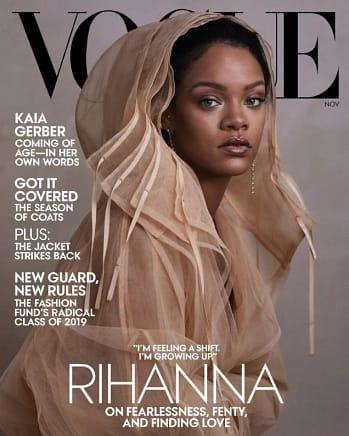 VOGUE
NOV
KAIA
GERBER
COMING OF
AGE—IN HER
OWN WORDS
GOT IT
COVERED
THE SEASON
OF COATS
PLUS:
THE JACKET
STRIKES BACK
NEW GUARD,
NEW RULES
THE FASHION
FUND'S RADICAL
CLASS OF 2019
"I'M FEELING A SHIFT.
I'M GROWING UP."
RIHANNA
ON FEARLESSNESS, FENTY,
AND FINDING LOVE